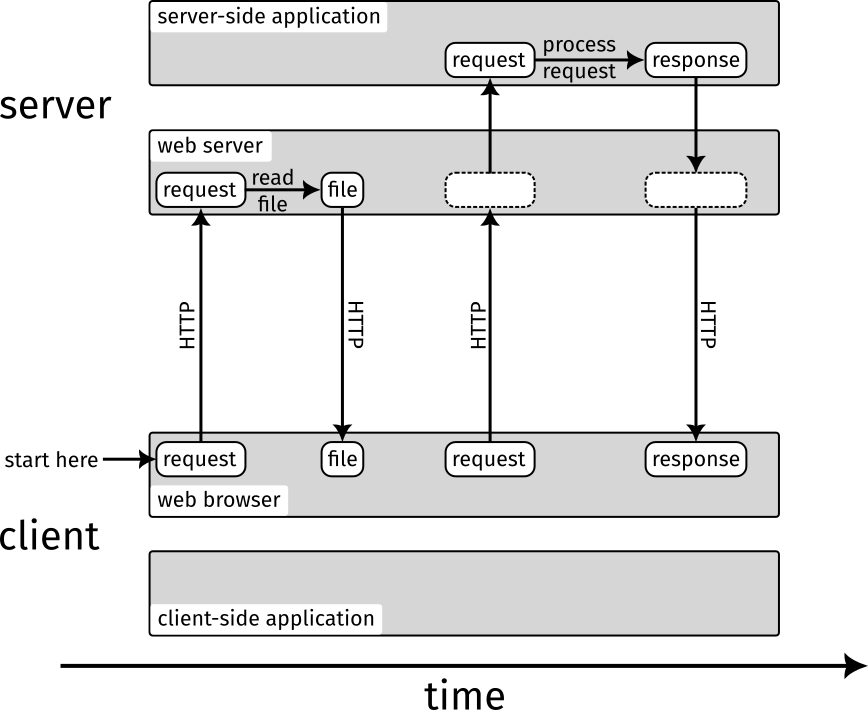 server-side application
request
process
request
response
server
web server
request
read
file
file
HTTP
HTTP
HTTP
HTTP
start here
request
file
request
response
web browser
client
client-side application
time